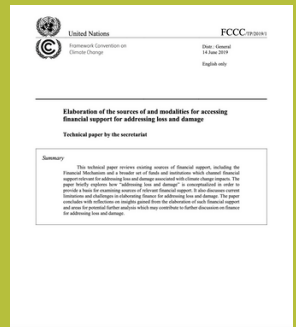 United Nations
FCCC/TP/2019/1
Framework Convention on
Climate Change
Distr.: General
14 June 2019
English only
Elaboration of the sources of and modalities for accessing
financial support for addressing loss and damage
Technical paper by the secretariat
Summary
This technical paper reviews existing sources of financial support, including the
Financial Mechanism and a broader set of funds and institutions which channel financial
support relevant for addressing loss and damage associated with climate change impacts. The
paper briefly explores how "addressing loss and damage" is conceptualized in order to
provide a basis for examining sources of relevant financial support. It also discusses current
limitations and challenges in elaborating finance for addressing loss and damage. The paper
concludes with reflections on insights gained from the elaboration of such financial support
and areas for potential further analysis which may contribute to further discussion on finance
for addressing loss and damage.